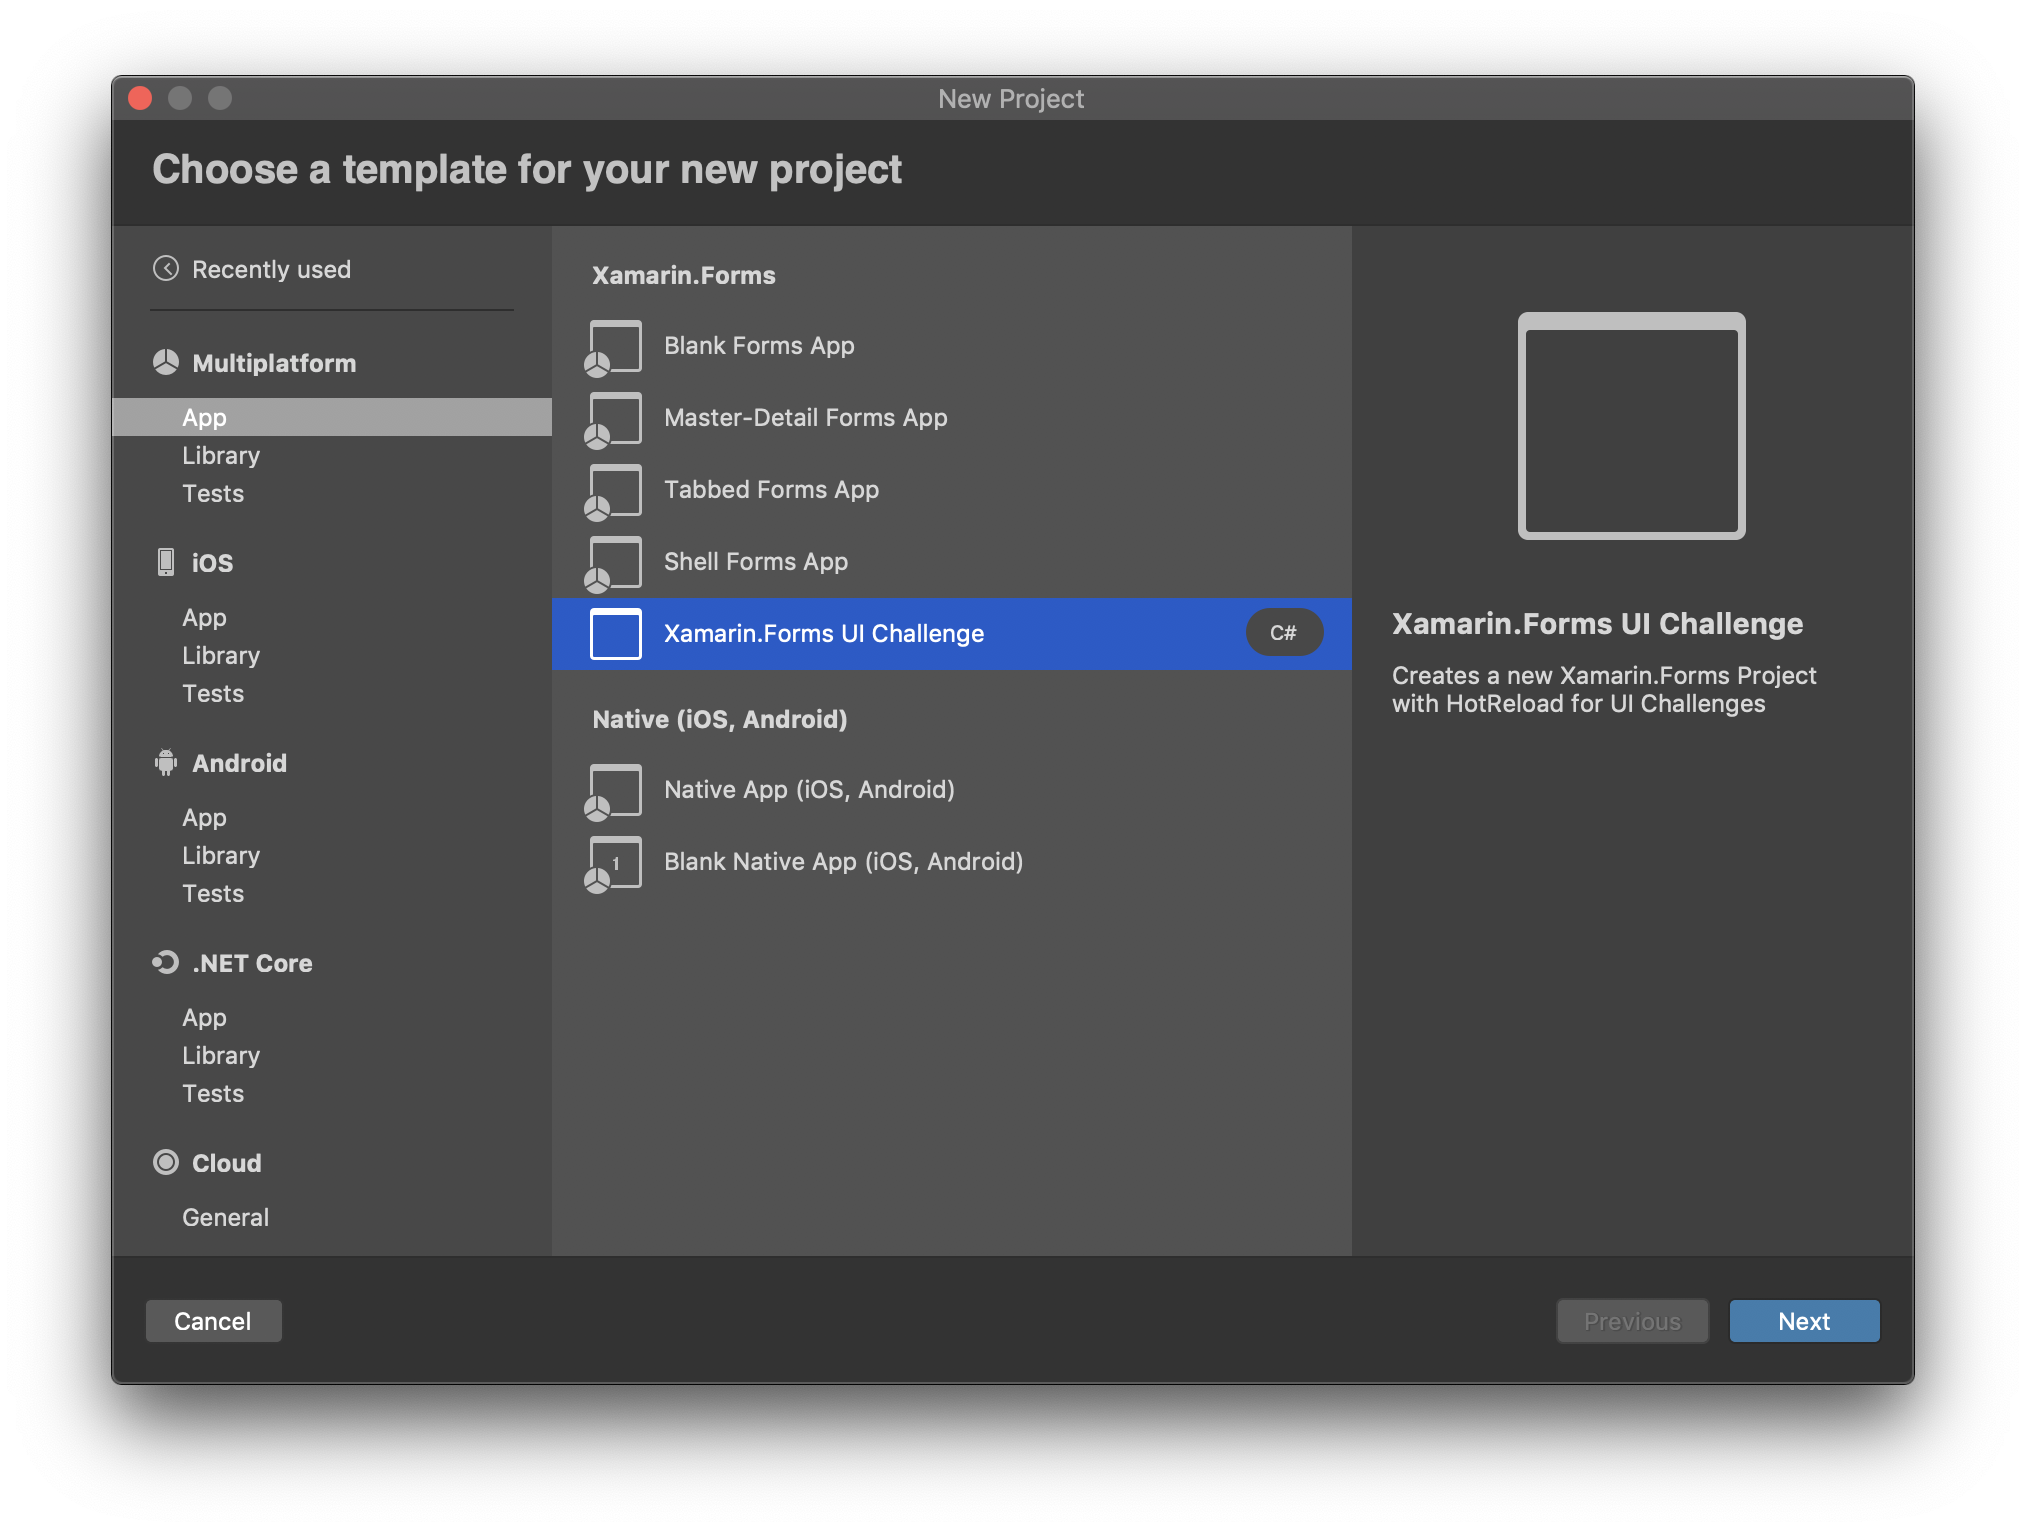 New Project
Choose a template for your new project
Recently used
Multiplatform
App
Library
Tests
iOS
App
Library
Tests
Android
App
Library
Tests
.NET Core
App
Library
Tests
Cloud
General
Xamarin.Forms
Blank Forms App
Master-Detail Forms App
Tabbed Forms App
Shell Forms App
Xamarin.Forms UI Challenge
C#
Native (iOS, Android)
Native App (iOS, Android)
1
Blank Native App (iOS, Android)
Xamarin.Forms UI Challenge
Creates a new Xamarin.Forms Project
with HotReload for UI Challenges
Cancel
Previous
Next